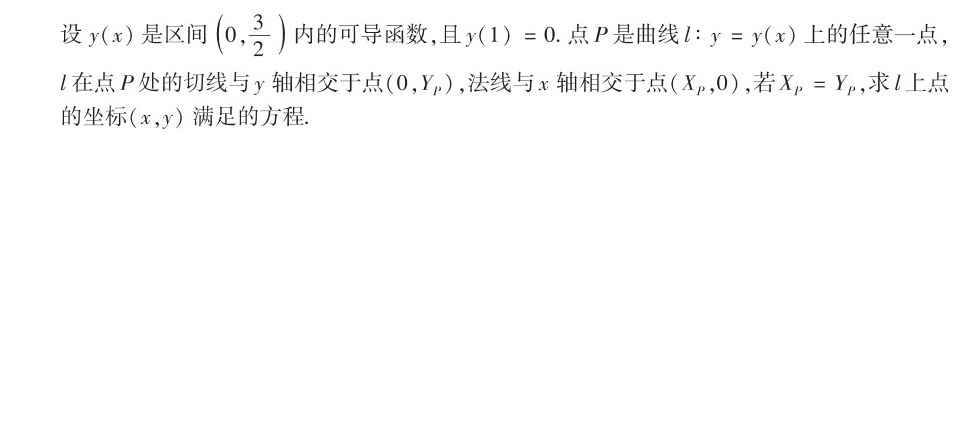 设 y(x) 是区间 (0, 3/2) 内的可导函数,且 y(1) = 0. 点 P 是曲线 l: y = y(x) 上的任意一点,
l 在点 P 处的切线与 y 轴相交于点(0,Y_P),法线与 x 轴相交于点(X_P,0),若 X_P = Y_P,求 l 上点
的坐标(x,y) 满足的方程.